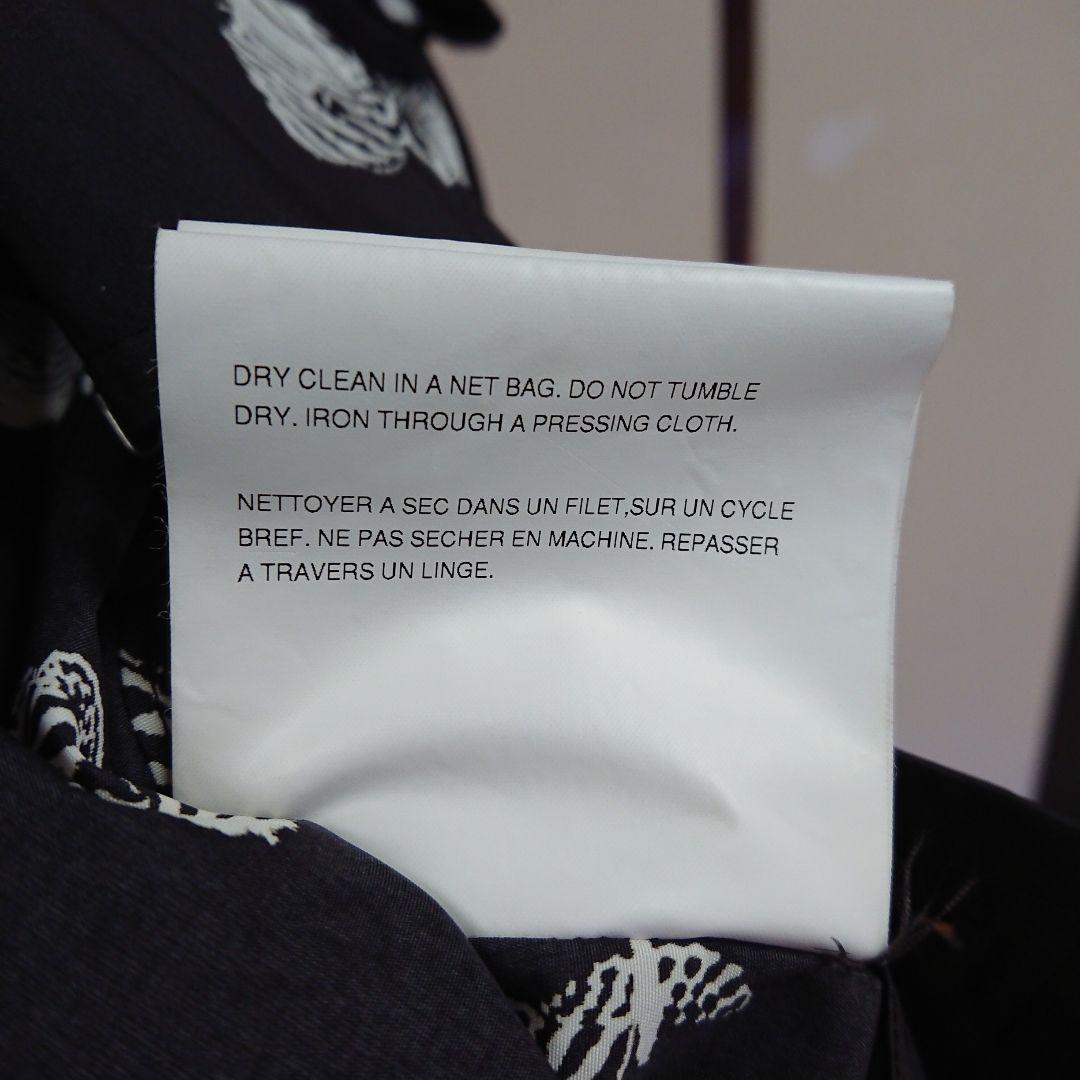 DRY CLEAN IN A NET BAG. DO NOT TUMBLE
DRY. IRON THROUGH A PRESSING CLOTH.
NETTOYER A SEC DANS UN FILET,SUR UN CYCLE
BREF. NE PAS SECHER EN MACHINE. REPASSER
A TRAVERS UN LINGE.